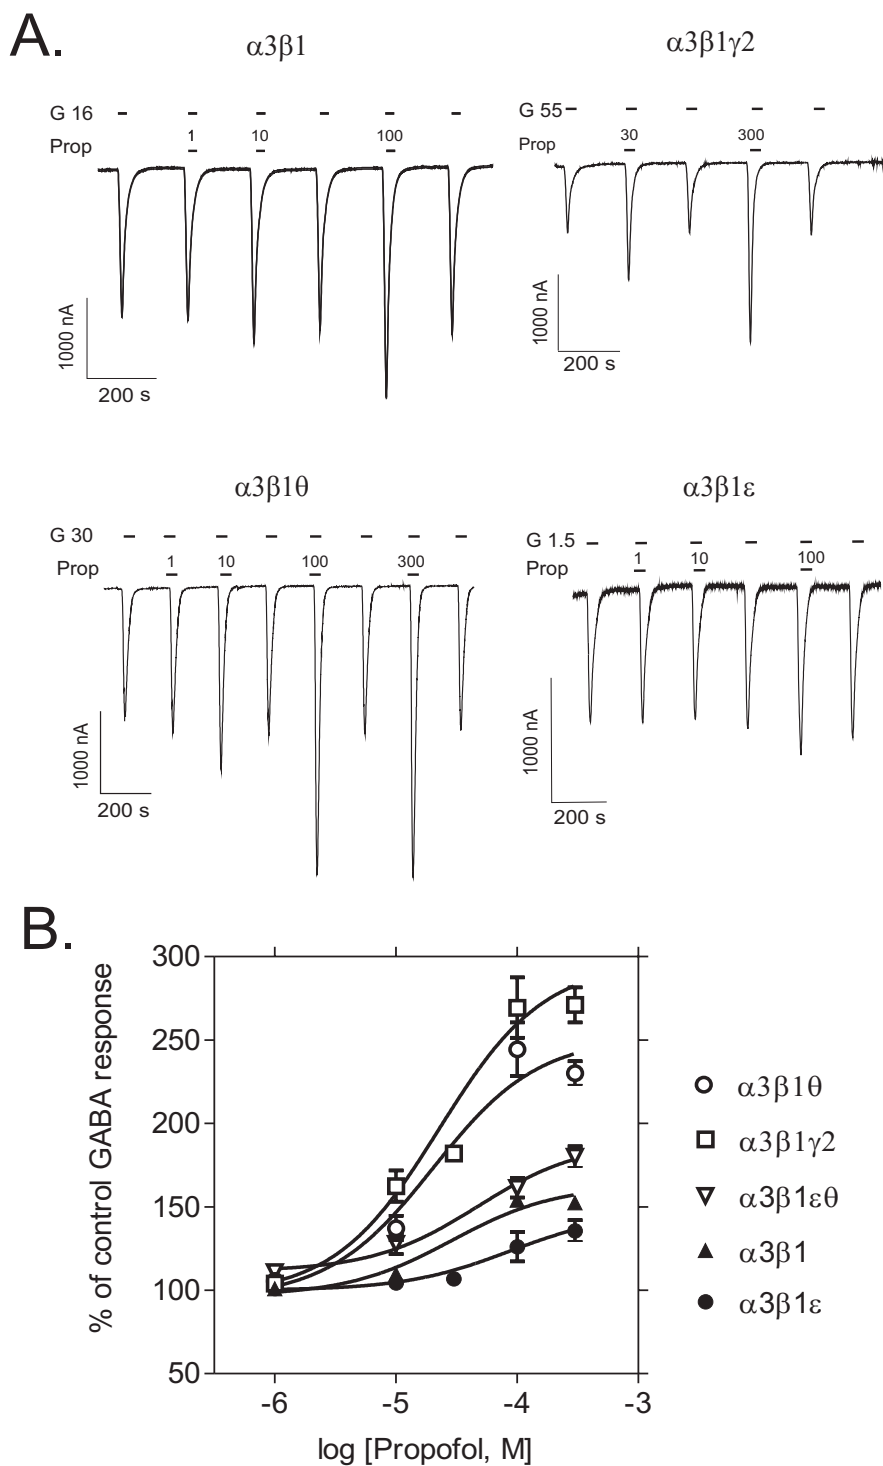 A.
α3β1
α3β1γ2
G 16
Prop
1 10 100
1000 nA
200 s
G 55
Prop
30 300
1000 nA
200 s
α3β1θ
α3β1ε
G 30
Prop
1 10 100 300
1000 nA
200 s
G 1.5
Prop
1 10 100
1000 nA
200 s
B.
% of control GABA response
300
250
200
150
100
50
-6 -5 -4 -3
log [Propofol, M]
α3β1θ
α3β1γ2
α3β1εθ
α3β1
α3β1ε